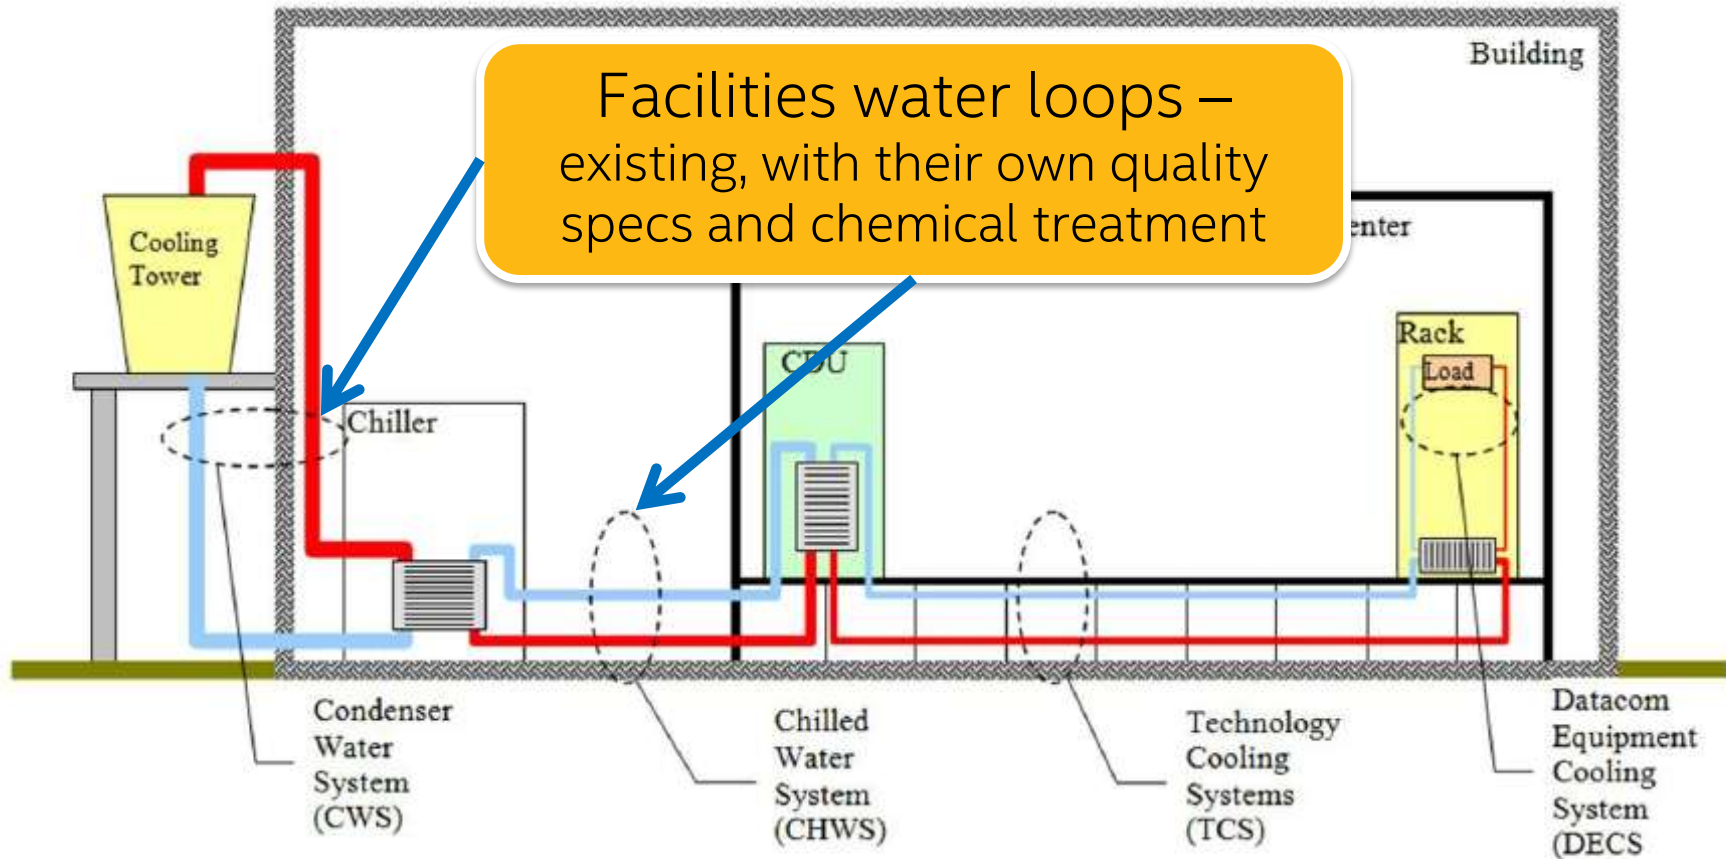 Building
Facilities water loops –
existing, with their own quality
specs and chemical treatment
enter
Cooling
Tower
Rack
CDU
Load
Chiller
Condenser
Water
System
(CWS)
Chilled
Water
System
(CHWS)
Technology
Cooling
Systems
(TCS)
Datacom
Equipment
Cooling
System
(DECS